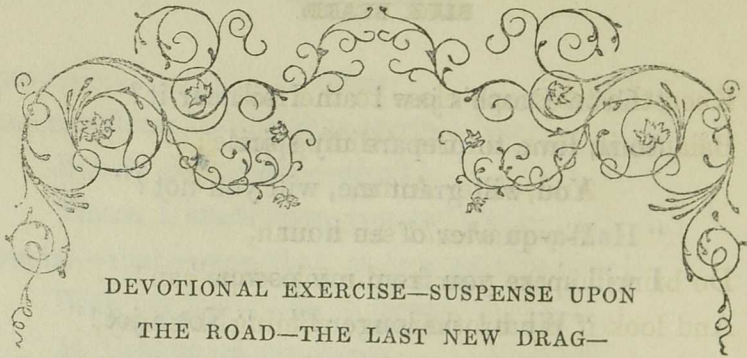 DEVOTIONAL EXERCISE—SUSPENSE UPON
THE ROAD—THE LAST NEW DRAG—